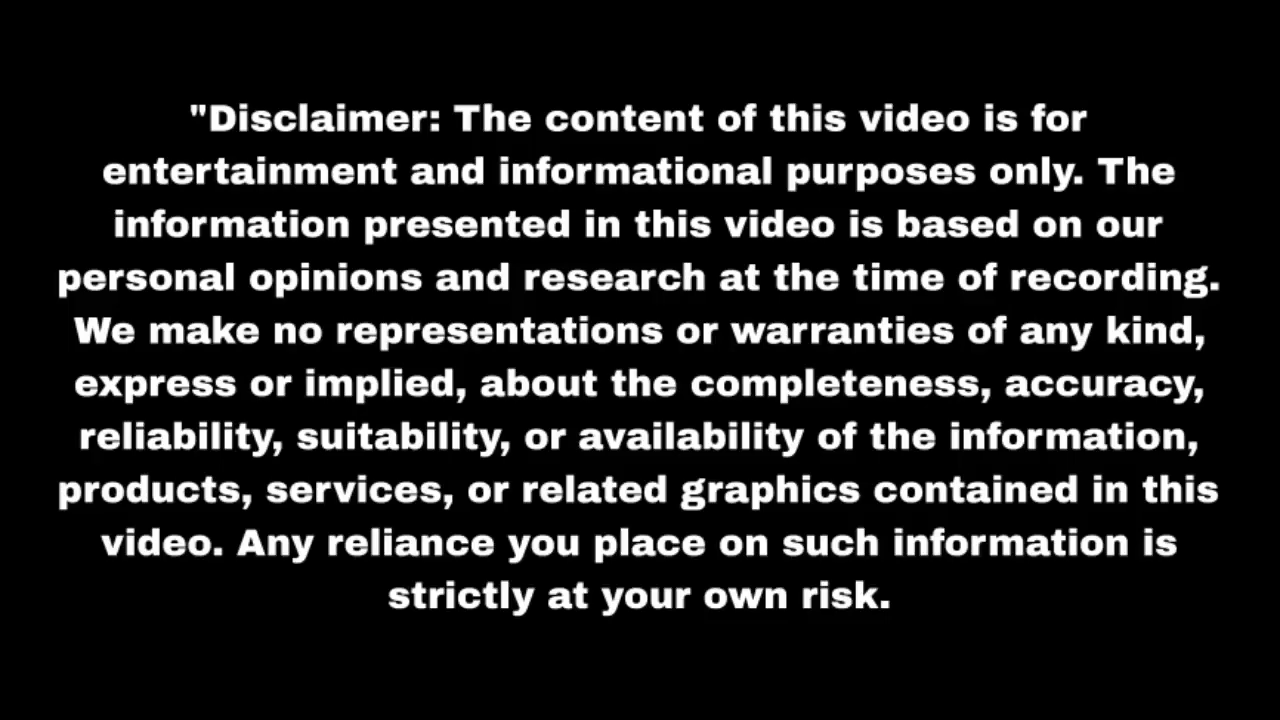 "Disclaimer: The content of this video is for
entertainment and informational purposes only. The
information presented in this video is based on our
personal opinions and research at the time of recording.
We make no representations or warranties of any kind,
express or implied, about the completeness, accuracy,
reliability, suitability, or availability of the information,
products, services, or related graphics contained in this
video. Any reliance you place on such information is
strictly at your own risk.